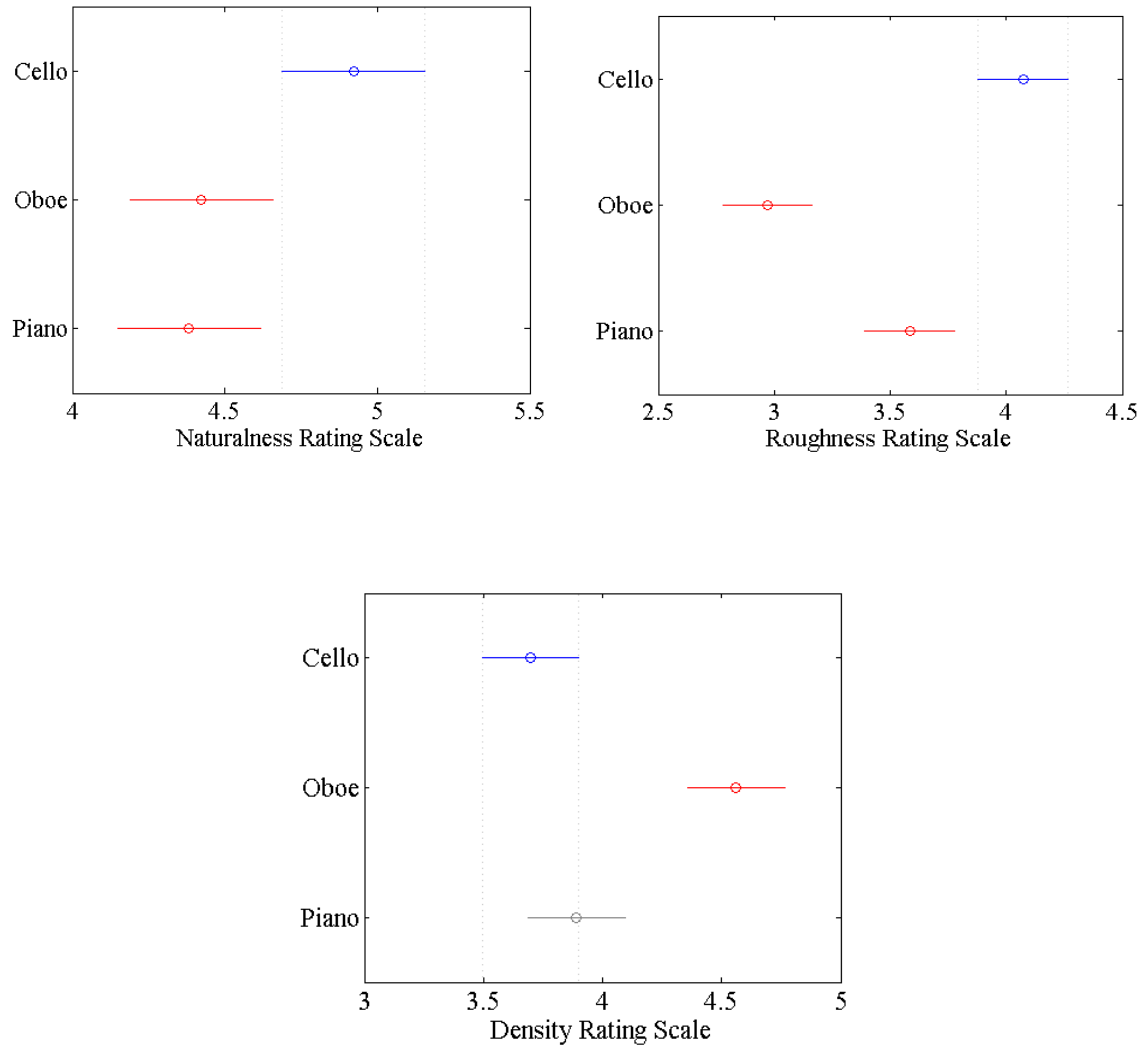 Cello
Oboe
Piano
4 4.5 5 5.5
Naturalness Rating Scale
Cello
Oboe
Piano
2.5 3 3.5 4 4.5
Roughness Rating Scale
Cello
Oboe
Piano
3 3.5 4 4.5 5
Density Rating Scale